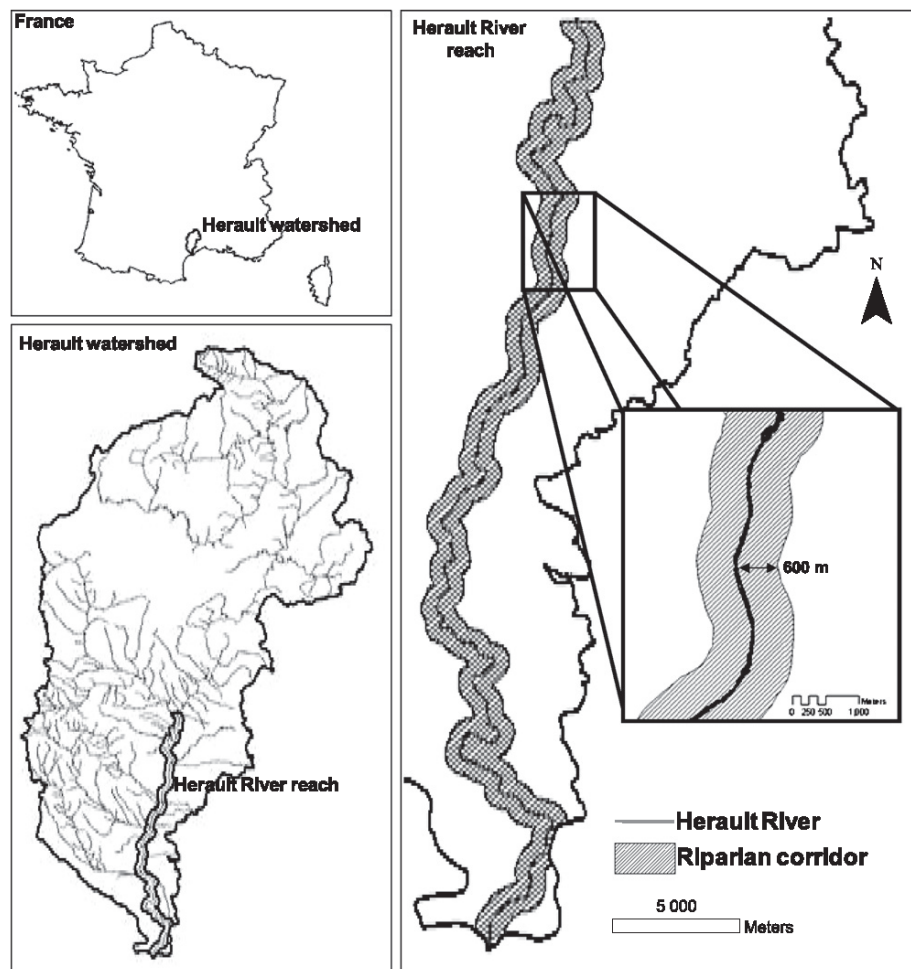 France
Herault watershed
Herault watershed
Herault River reach
Herault River
reach
N
600 m
Meters
0 250 500 1,000
Herault River
Riparian corridor
5 000
Meters